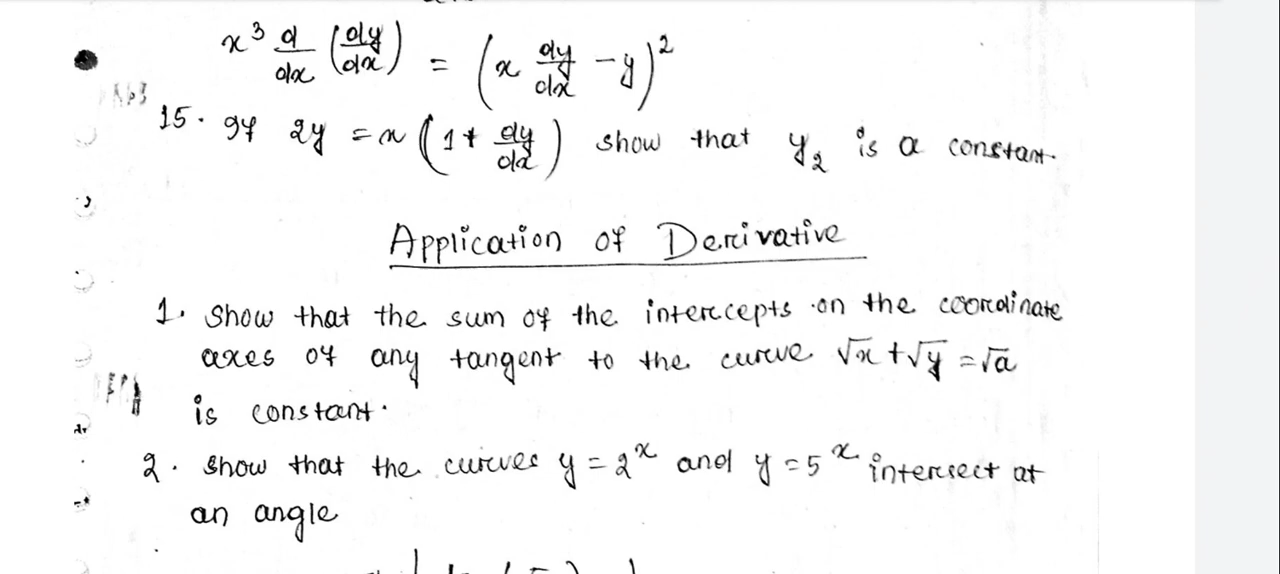 x³ d/dx (dy/dx) = (x dy/dx - y)²
15. If 2y = x (1 + dy/dx) show that y₂ is a constant.
Application of Derivative
1. Show that the sum of the intercepts on the coordinate
axes of any tangent to the curve √x + √y = √a
is constant.
2. Show that the curves y = 2ˣ and y = 5ˣ intersect at
an angle